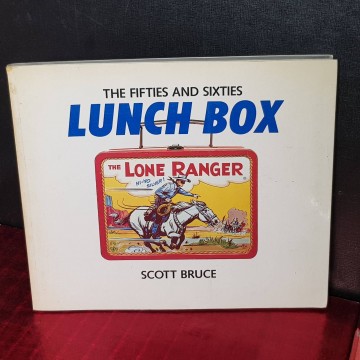 THE FIFTIES AND SIXTIES
LUNCH BOX
THE LONE RANGER
HI-YO SILVER!
SCOTT BRUCE